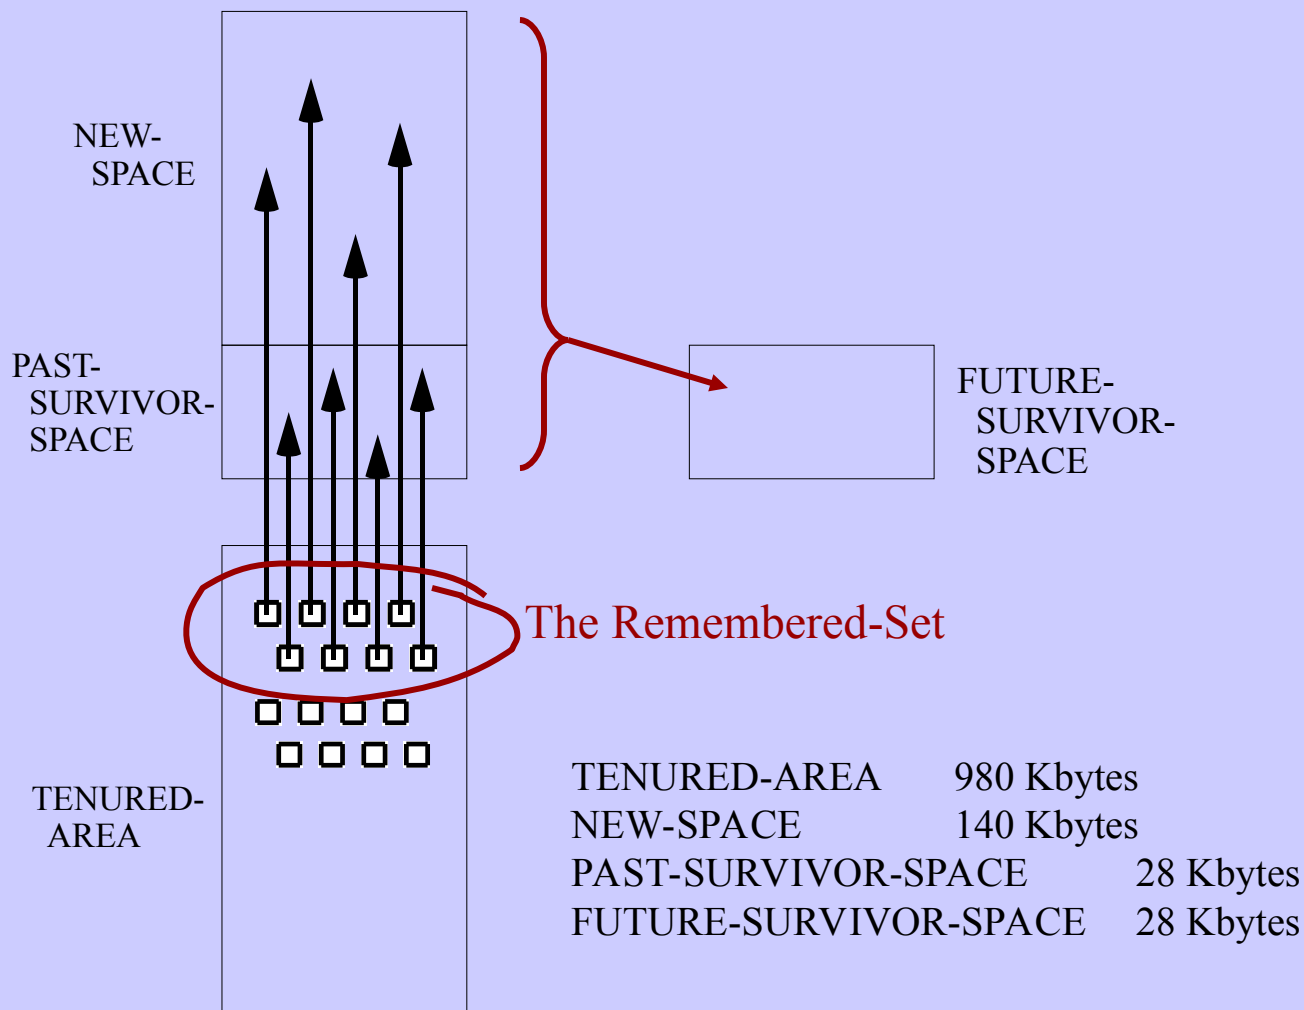 NEW-
SPACE
PAST-
SURVIVOR-
SPACE
FUTURE-
SURVIVOR-
SPACE
The Remembered-Set
TENURED-
AREA
TENURED-AREA 980 Kbytes
NEW-SPACE 140 Kbytes
PAST-SURVIVOR-SPACE 28 Kbytes
FUTURE-SURVIVOR-SPACE 28 Kbytes